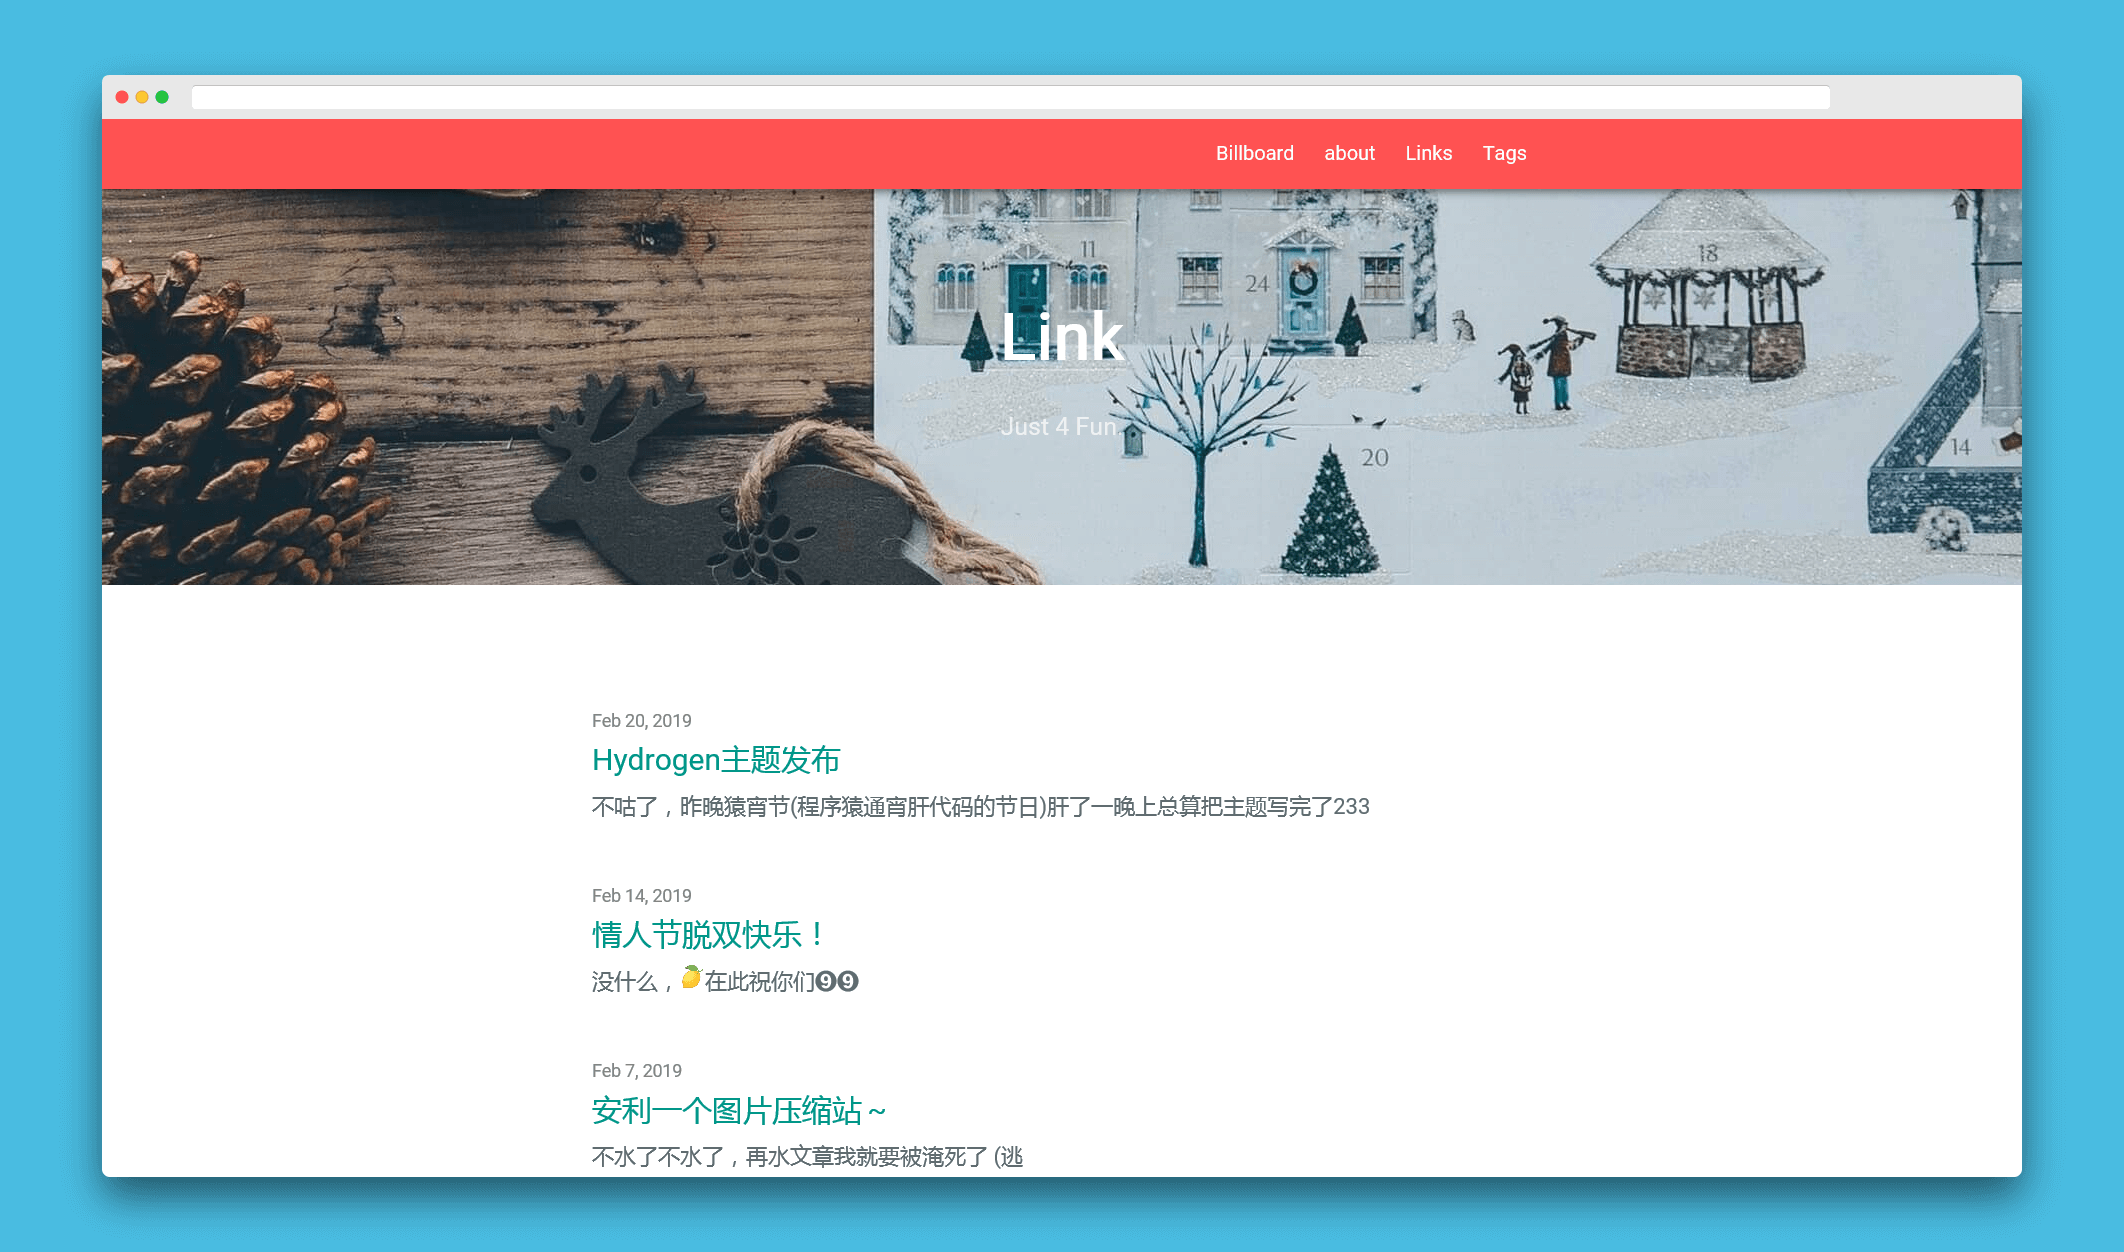 Billboard about Links Tags
11
18
24
Link
Just 4 Fun.
14
20
Feb 20, 2019
Hydrogen主题发布
不咕了，昨晚猿宵节(程序猿通宵肝代码的节日)肝了一晚上总算把主题写完了233
Feb 14, 2019
情人节脱双快乐！
没什么，🍋在此祝你们❾❾
Feb 7, 2019
安利一个图片压缩站～
不水了不水了，再水文章我就要被淹死了 (逃